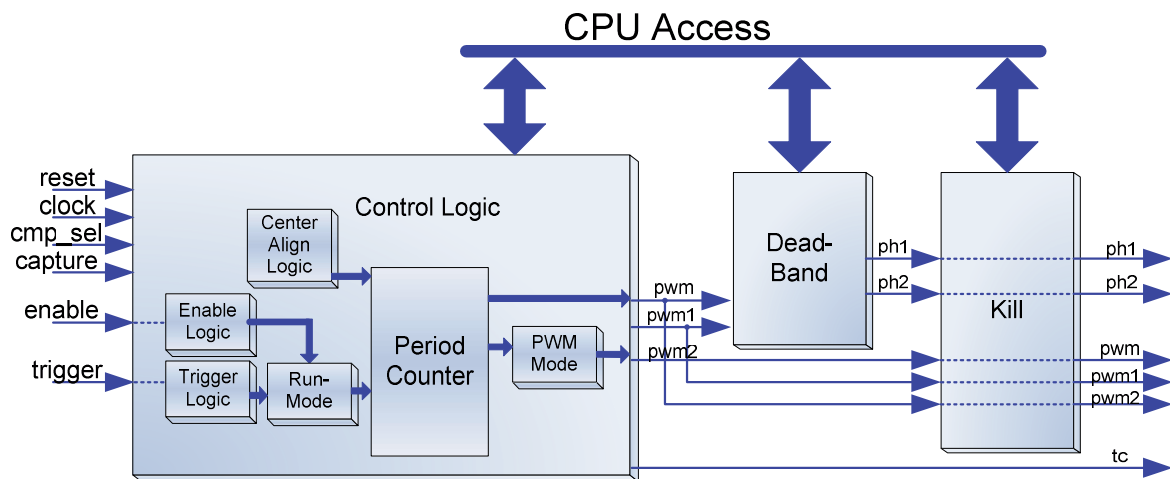 CPU Access
reset
clock
cmp_sel
capture
enable
trigger
Control Logic
Center
Align
Logic
Enable
Logic
Trigger
Logic
Run-
Mode
Period
Counter
PWM
Mode
pwm
pwm1
pwm2
Dead-
Band
ph1
ph2
Kill
ph1
ph2
pwm
pwm1
pwm2
tc